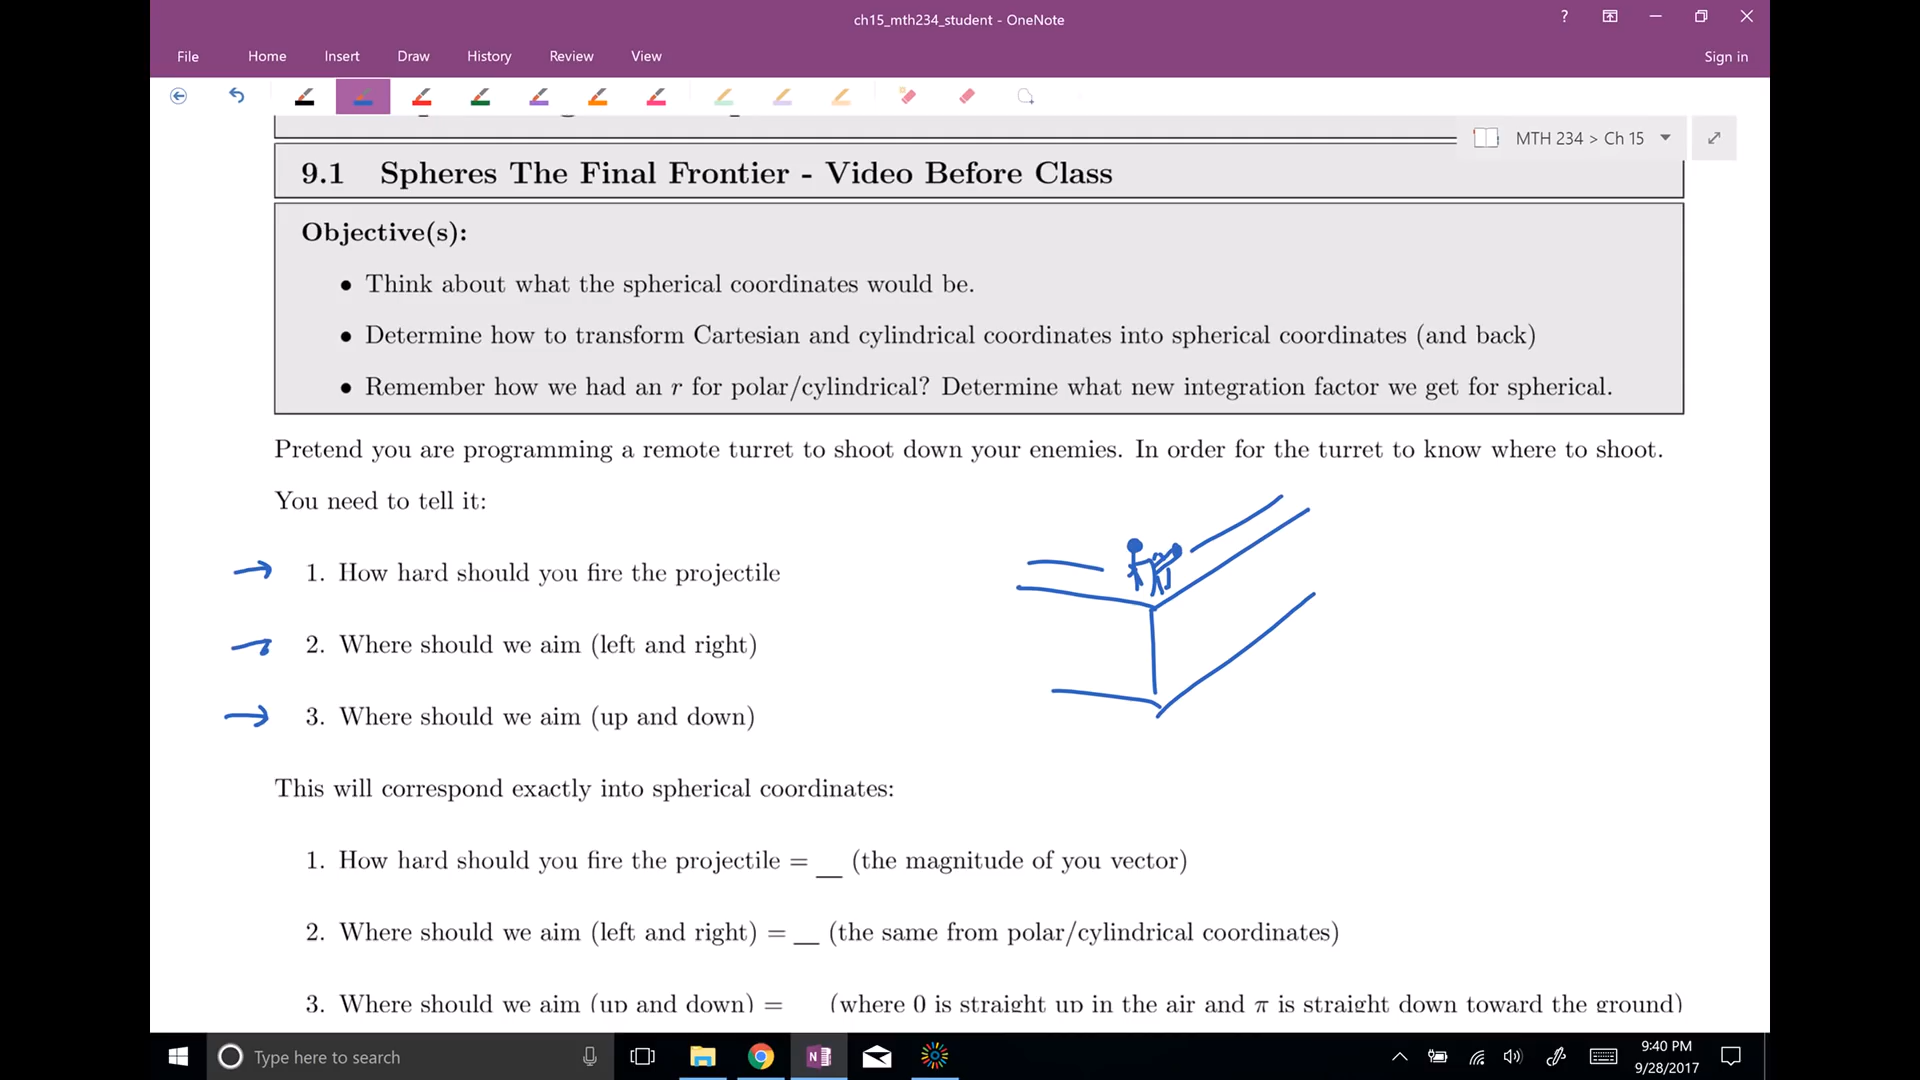 ch15_mth234_student - OneNote
?
File Home Insert Draw History Review View Sign in
MTH 234 > Ch 15
9.1 Spheres The Final Frontier - Video Before Class
Objective(s):
• Think about what the spherical coordinates would be.
• Determine how to transform Cartesian and cylindrical coordinates into spherical coordinates (and back)
• Remember how we had an r for polar/cylindrical? Determine what new integration factor we get for spherical.
Pretend you are programming a remote turret to shoot down your enemies. In order for the turret to know where to shoot.
You need to tell it:
1. How hard should you fire the projectile
2. Where should we aim (left and right)
3. Where should we aim (up and down)
This will correspond exactly into spherical coordinates:
1. How hard should you fire the projectile = __ (the magnitude of you vector)
2. Where should we aim (left and right) = __ (the same from polar/cylindrical coordinates)
3. Where should we aim (up and down) = (where 0 is straight up in the air and π is straight down toward the ground)
Type here to search
9:40 PM
9/28/2017